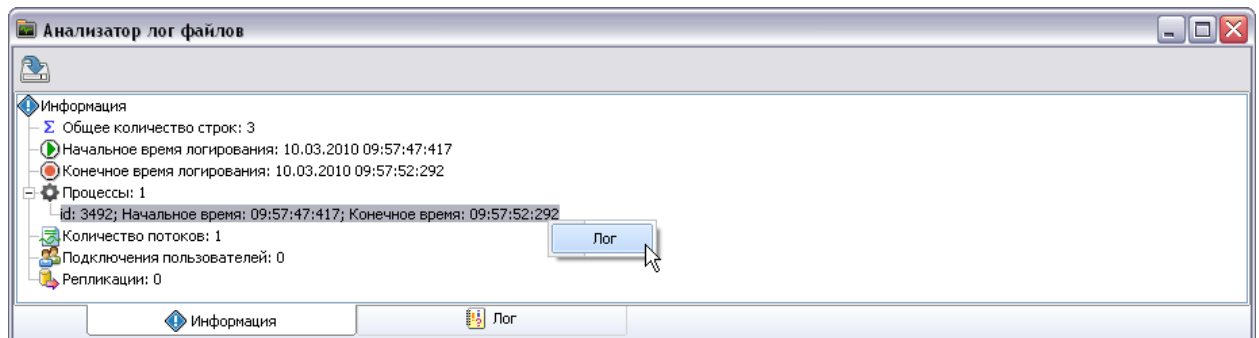 Анализатор лог файлов
Информация
Σ Общее количество строк: 3
Начальное время логирования: 10.03.2010 09:57:47:417
Конечное время логирования: 10.03.2010 09:57:52:292
Процессы: 1
id: 3492; Начальное время: 09:57:47:417; Конечное время: 09:57:52:292
Лог
Количество потоков: 1
Подключения пользователей: 0
Репликации: 0
Информация
Лог